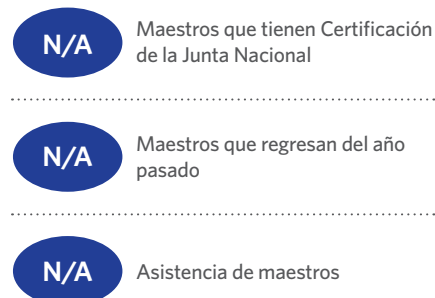 N/A
Maestros que tienen Certificación
de la Junta Nacional
N/A
Maestros que regresan del año
pasado
N/A
Asistencia de maestros